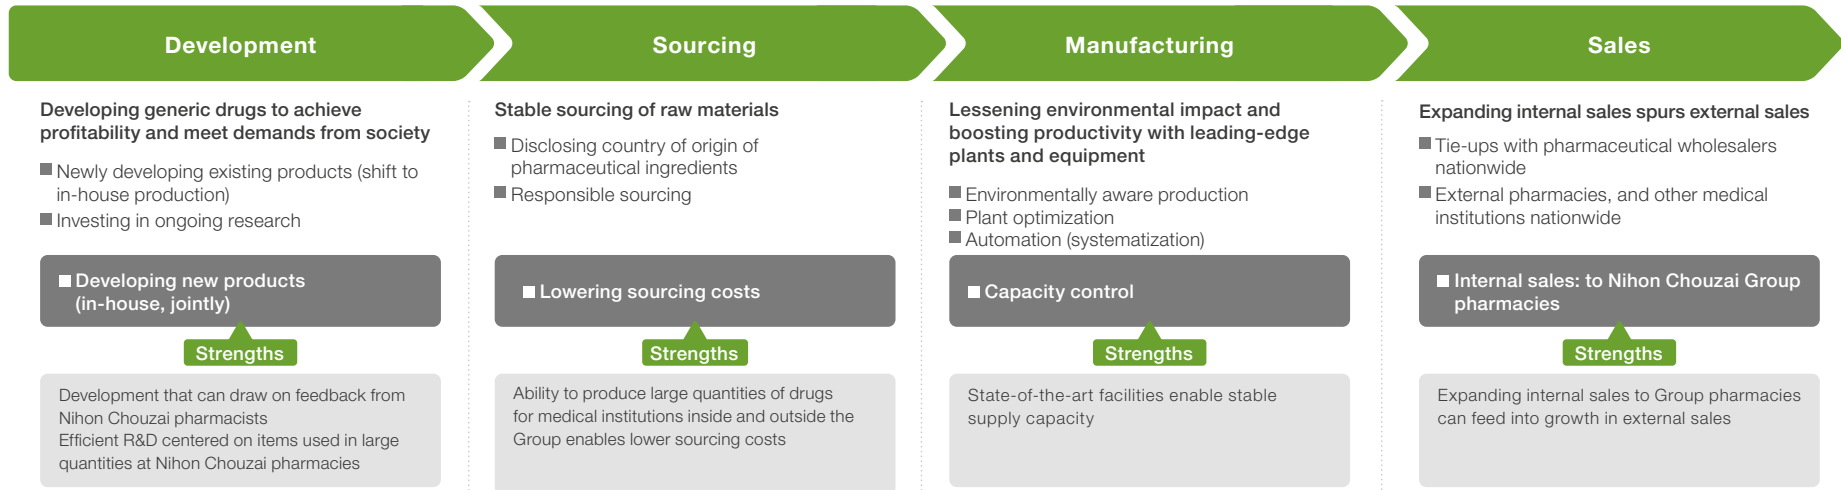 Development
Sourcing
Manufacturing
Sales
Developing generic drugs to achieve
profitability and meet demands from society
Newly developing existing products (shift to
in-house production)
Investing in ongoing research
Developing new products
(in-house, jointly)
Strengths
Development that can draw on feedback from
Nihon Chouzai pharmacists
Efficient R&D centered on items used in large
quantities at Nihon Chouzai pharmacies
Stable sourcing of raw materials
Disclosing country of origin of
pharmaceutical ingredients
Responsible sourcing
Lowering sourcing costs
Strengths
Ability to produce large quantities of drugs
for medical institutions inside and outside the
Group enables lower sourcing costs
Lessening environmental impact and
boosting productivity with leading-edge
plants and equipment
Environmentally aware production
Plant optimization
Automation (systematization)
Capacity control
Strengths
State-of-the-art facilities enable stable
supply capacity
Expanding internal sales spurs external sales
Tie-ups with pharmaceutical wholesalers
nationwide
External pharmacies, and other medical
institutions nationwide
Internal sales: to Nihon Chouzai Group
pharmacies
Strengths
Expanding internal sales to Group pharmacies
can feed into growth in external sales